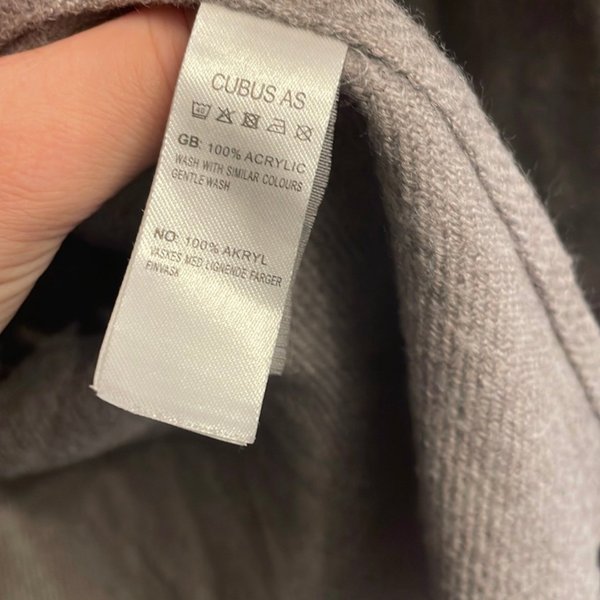 CUBUS AS
40
GB: 100% ACRYLIC
WASH WITH SIMILAR COLOURS
GENTLE WASH
NO: 100% AKRYL
VASKES MED LIGNENDE FARGER
FINVASK